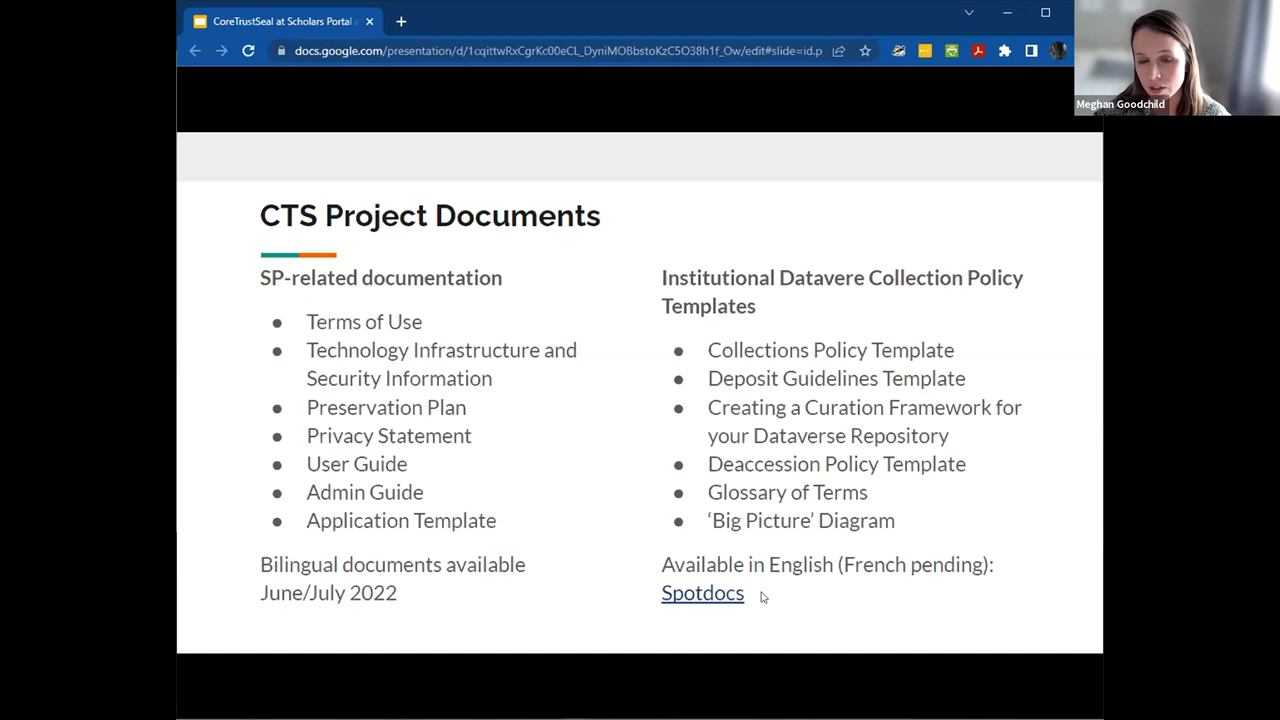 CoreTrustSeal at Scholars Portal
docs.google.com/presentation/d/1cqittwRxCgrKc00eCL_DyniMOBbstoKzC5O38h1f_Ow/edit#slide=id.p
Meghan Goodchild
CTS Project Documents
SP-related documentation
● Terms of Use
● Technology Infrastructure and
Security Information
● Preservation Plan
● Privacy Statement
● User Guide
● Admin Guide
● Application Template
Bilingual documents available
June/July 2022
Institutional Datavere Collection Policy
Templates
● Collections Policy Template
● Deposit Guidelines Template
● Creating a Curation Framework for
your Dataverse Repository
● Deaccession Policy Template
● Glossary of Terms
● ‘Big Picture’ Diagram
Available in English (French pending):
Spotdocs